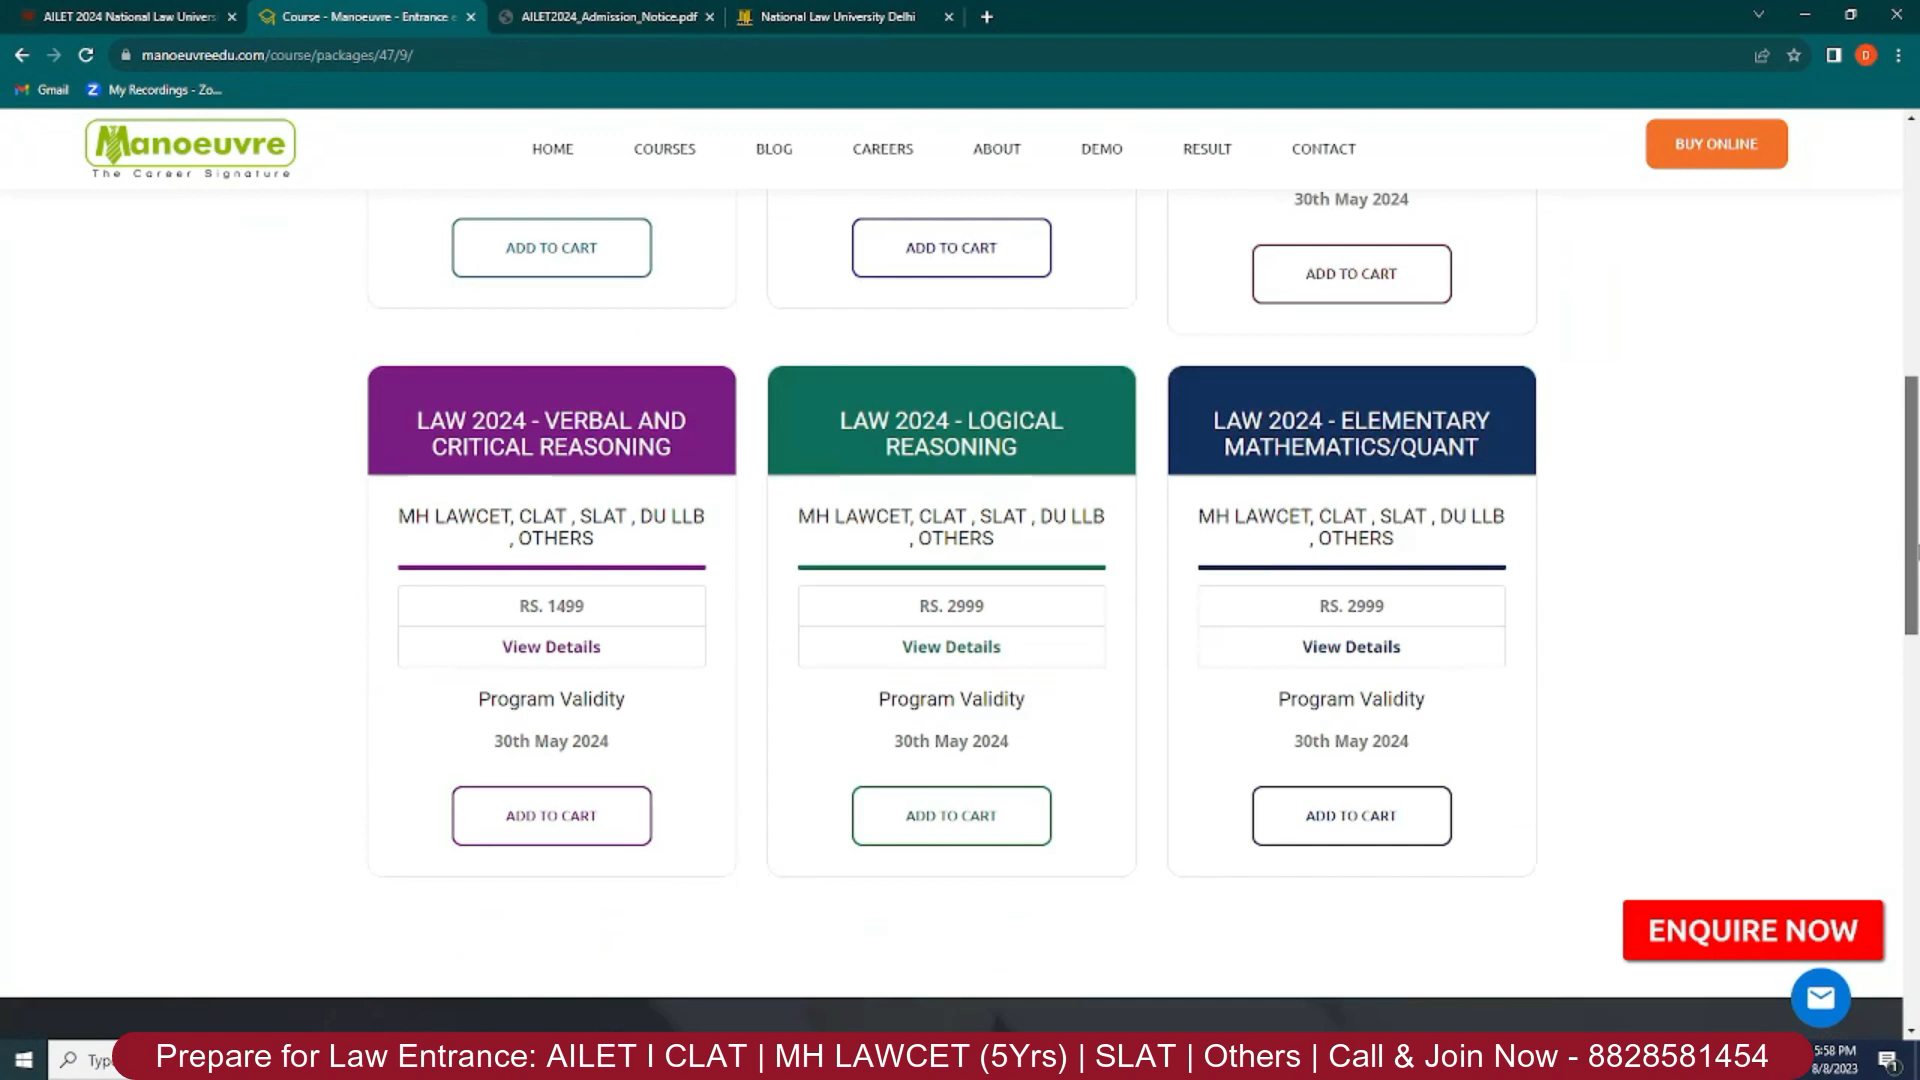 AILET 2024 National Law Univers
Course - Manoeuvre - Entrance e
AILET2024_Admission_Notice.pdf
National Law University Delhi
manoeuvreedu.com/course/packages/47/9/
D
Gmail
Z My Recordings - Zo...
Manoeuvre
The Career Signature
HOME
COURSES
BLOG
CAREERS
ABOUT
DEMO
RESULT
CONTACT
BUY ONLINE
30th May 2024
ADD TO CART
ADD TO CART
ADD TO CART
LAW 2024 - VERBAL AND
CRITICAL REASONING
MH LAWCET, CLAT , SLAT , DU LLB
, OTHERS
RS. 1499
View Details
Program Validity
30th May 2024
ADD TO CART
LAW 2024 - LOGICAL
REASONING
MH LAWCET, CLAT , SLAT , DU LLB
, OTHERS
RS. 2999
View Details
Program Validity
30th May 2024
ADD TO CART
LAW 2024 - ELEMENTARY
MATHEMATICS/QUANT
MH LAWCET, CLAT , SLAT , DU LLB
, OTHERS
RS. 2999
View Details
Program Validity
30th May 2024
ADD TO CART
ENQUIRE NOW
Typ
Prepare for Law Entrance: AILET I CLAT | MH LAWCET (5Yrs) | SLAT | Others | Call & Join Now - 8828581454
5:58 PM
8/8/2023
1